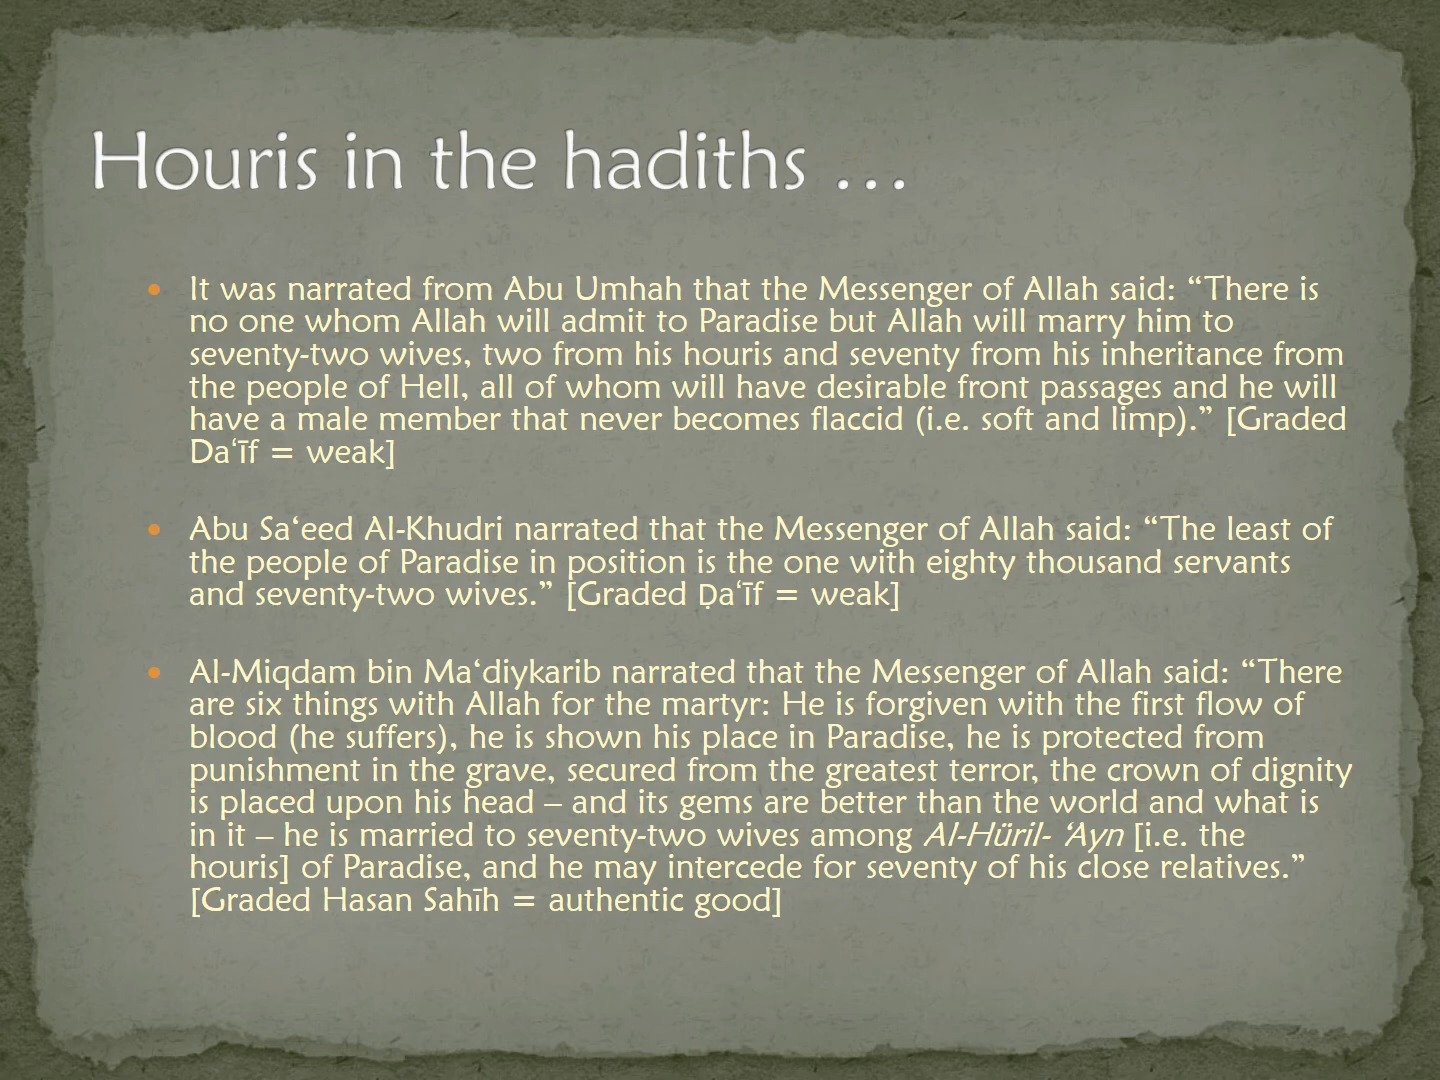 Houris in the hadiths …
• It was narrated from Abu Umhah that the Messenger of Allah said: “There is
no one whom Allah will admit to Paradise but Allah will marry him to
seventy-two wives, two from his houris and seventy from his inheritance from
the people of Hell, all of whom will have desirable front passages and he will
have a male member that never becomes flaccid (i.e. soft and limp).” [Graded
Da‘īf = weak]
• Abu Sa‘eed Al-Khudri narrated that the Messenger of Allah said: “The least of
the people of Paradise in position is the one with eighty thousand servants
and seventy-two wives.” [Graded Ḍa‘īf = weak]
• Al-Miqdam bin Ma‘diykarib narrated that the Messenger of Allah said: “There
are six things with Allah for the martyr: He is forgiven with the first flow of
blood (he suffers), he is shown his place in Paradise, he is protected from
punishment in the grave, secured from the greatest terror, the crown of dignity
is placed upon his head – and its gems are better than the world and what is
in it – he is married to seventy-two wives among Al-Hüril- ‘Ayn [i.e. the
houris] of Paradise, and he may intercede for seventy of his close relatives.”
[Graded Hasan Sahīh = authentic good]